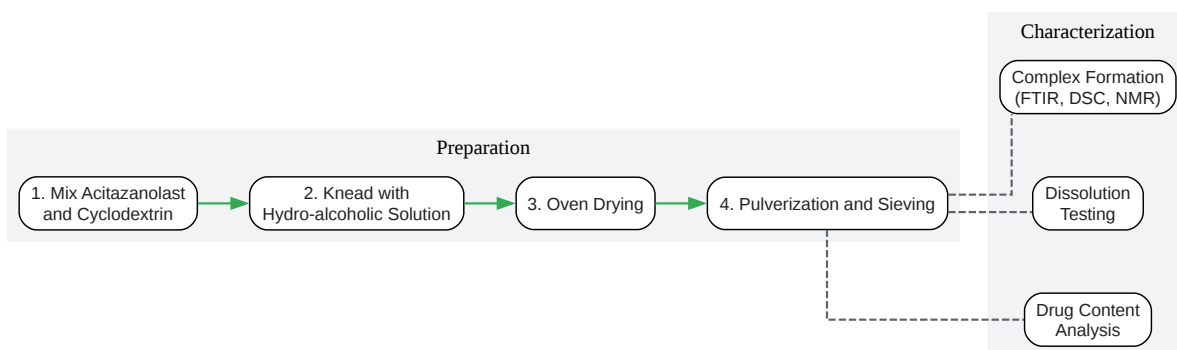 Characterization
Complex Formation
(FTIR, DSC, NMR)
Preparation
1. Mix Acitazanolast
and Cyclodextrin
2. Knead with
Hydro-alcoholic Solution
3. Oven Drying
4. Pulverization and Sieving
Dissolution
Testing
Drug Content
Analysis